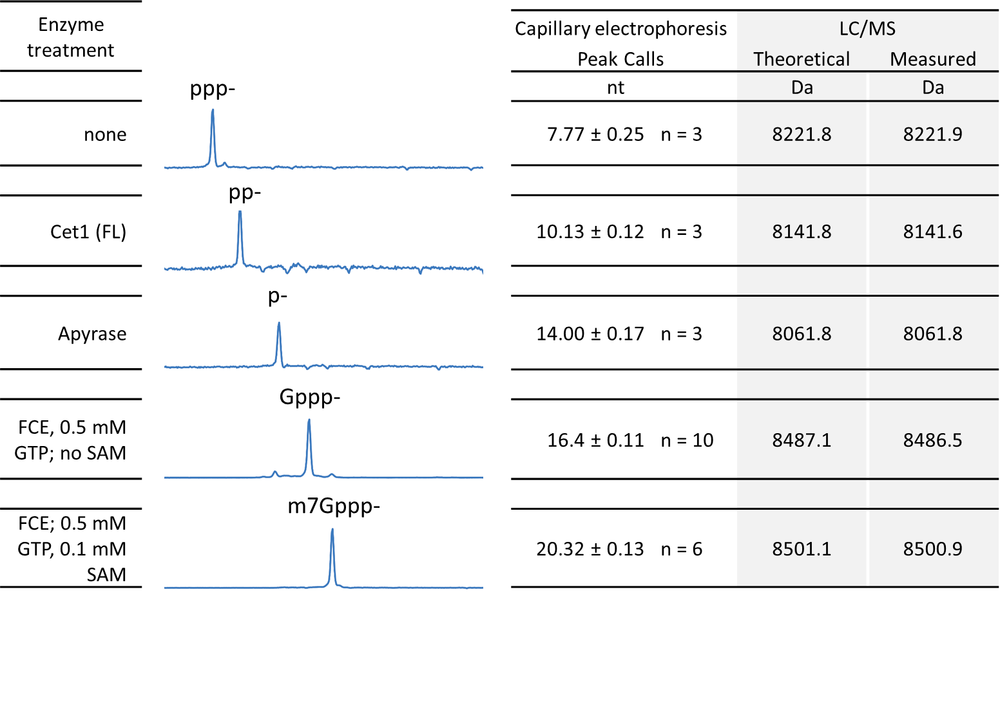 Enzyme
treatment
Capillary electrophoresis
LC/MS
Peak Calls
Theoretical
Measured
nt
Da
Da
ppp-
none
7.77 ± 0.25 n = 3
8221.8
8221.9
pp-
Cet1 (FL)
10.13 ± 0.12 n = 3
8141.8
8141.6
p-
Apyrase
14.00 ± 0.17 n = 3
8061.8
8061.8
Gppp-
FCE, 0.5 mM
GTP; no SAM
16.4 ± 0.11 n = 10
8487.1
8486.5
m7Gppp-
FCE; 0.5 mM
GTP, 0.1 mM
SAM
20.32 ± 0.13 n = 6
8501.1
8500.9